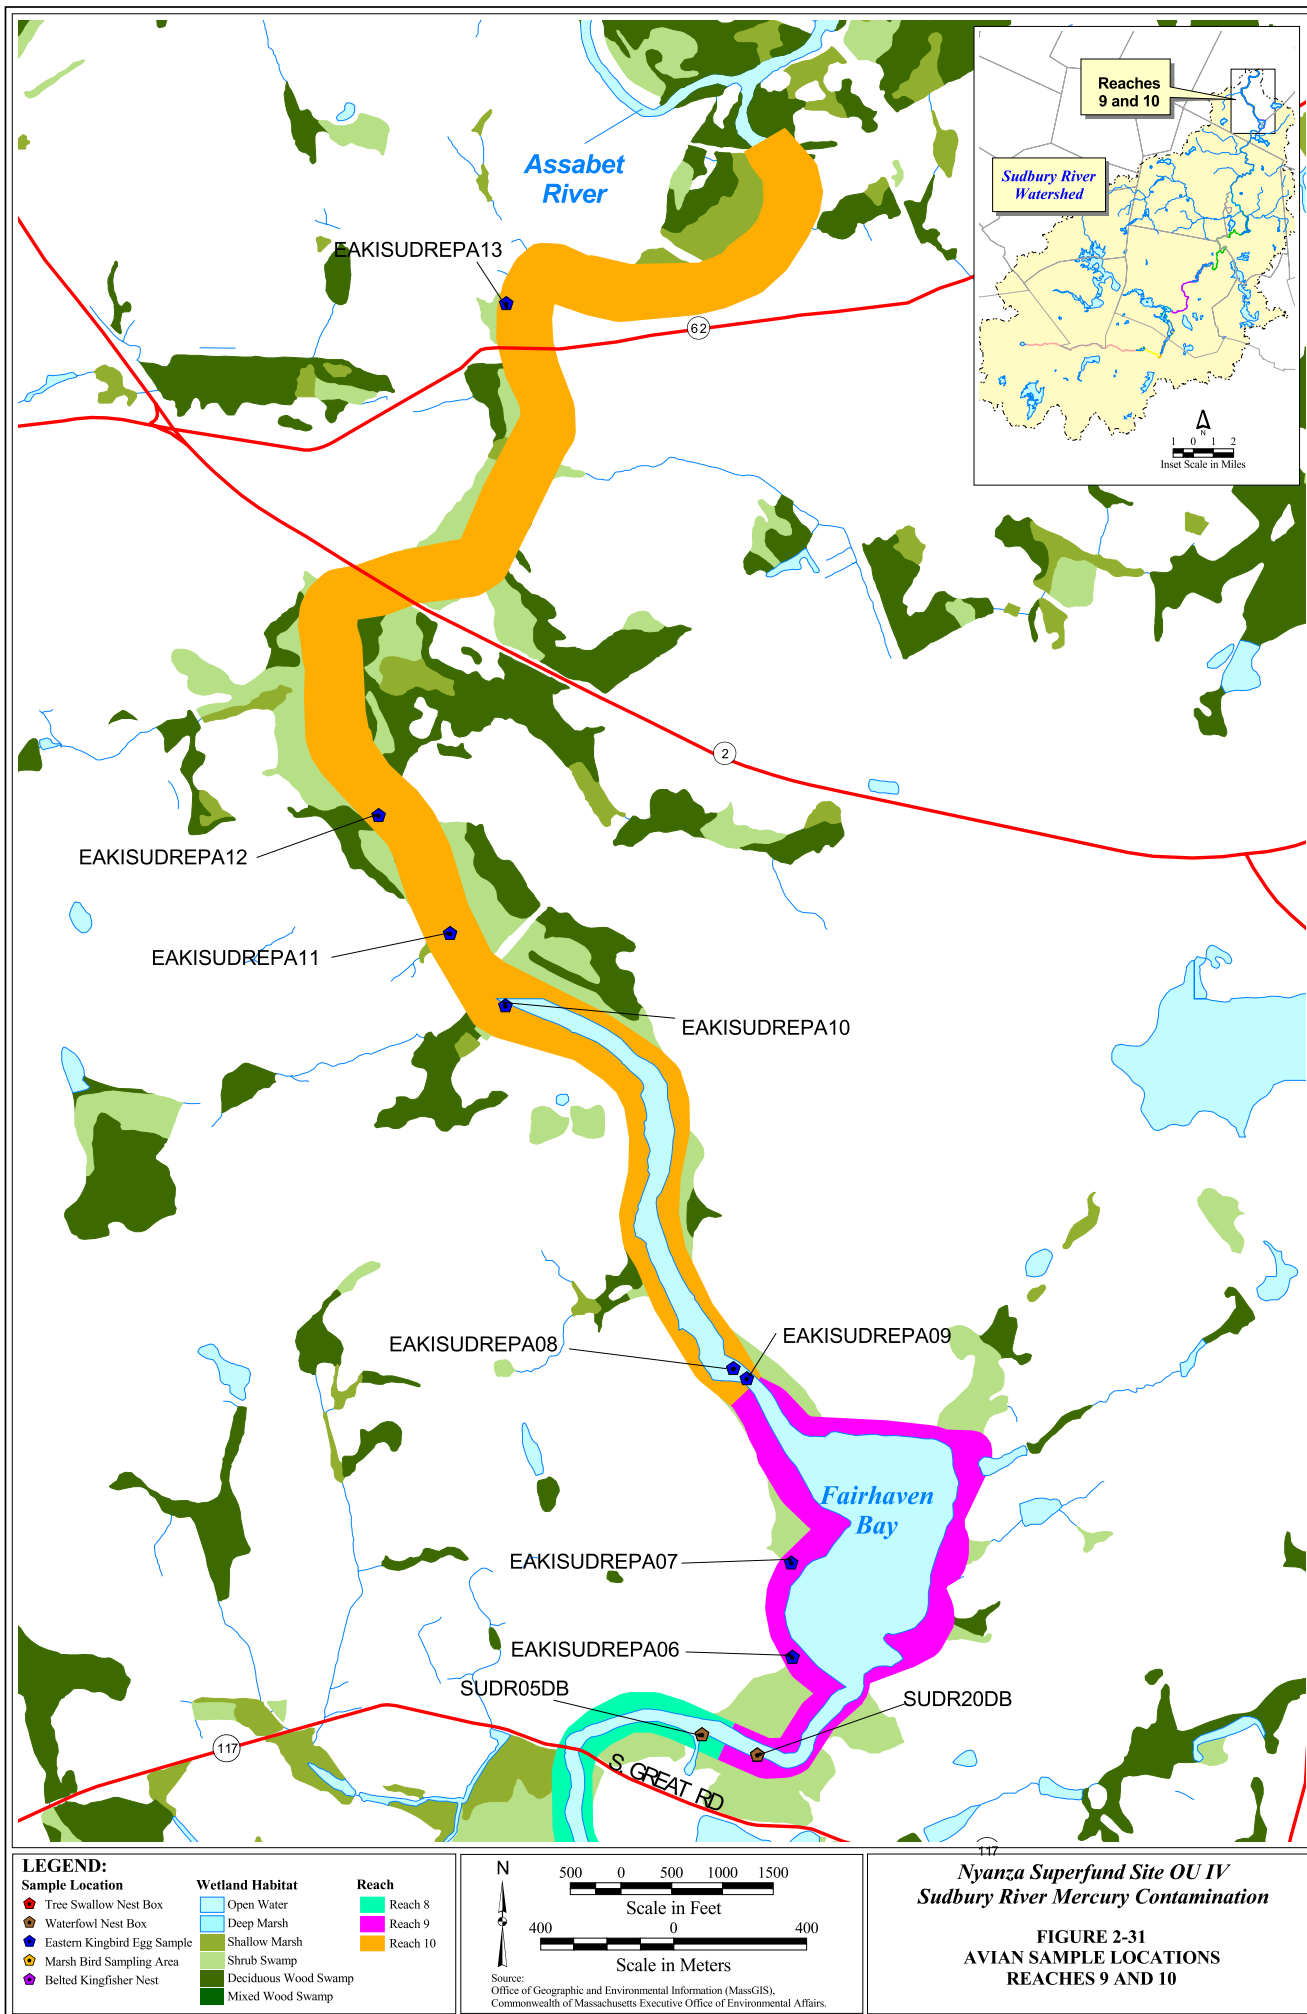 Reaches
9 and 10
Sudbury River
Watershed
N
1 0 1 2
Inset Scale in Miles
Assabet
River
EAKISUDREPA13
62
2
EAKISUDREPA12
EAKISUDREPA11
EAKISUDREPA10
EAKISUDREPA09
EAKISUDREPA08
Fairhaven
Bay
EAKISUDREPA07
EAKISUDREPA06
SUDR05DB
SUDR20DB
117
S. GREAT RD
117
LEGEND:
Sample Location
Tree Swallow Nest Box
Waterfowl Nest Box
Eastern Kingbird Egg Sample
Marsh Bird Sampling Area
Belted Kingfisher Nest
Wetland Habitat
Open Water
Deep Marsh
Shallow Marsh
Shrub Swamp
Deciduous Wood Swamp
Mixed Wood Swamp
Reach
Reach 8
Reach 9
Reach 10
N
500 0 500 1000 1500
Scale in Feet
400 0 400
Scale in Meters
Source:
Office of Geographic and Environmental Information (MassGIS),
Commonwealth of Massachusetts Executive Office of Environmental Affairs.
Nyanza Superfund Site OU IV
Sudbury River Mercury Contamination
FIGURE 2-31
AVIAN SAMPLE LOCATIONS
REACHES 9 AND 10